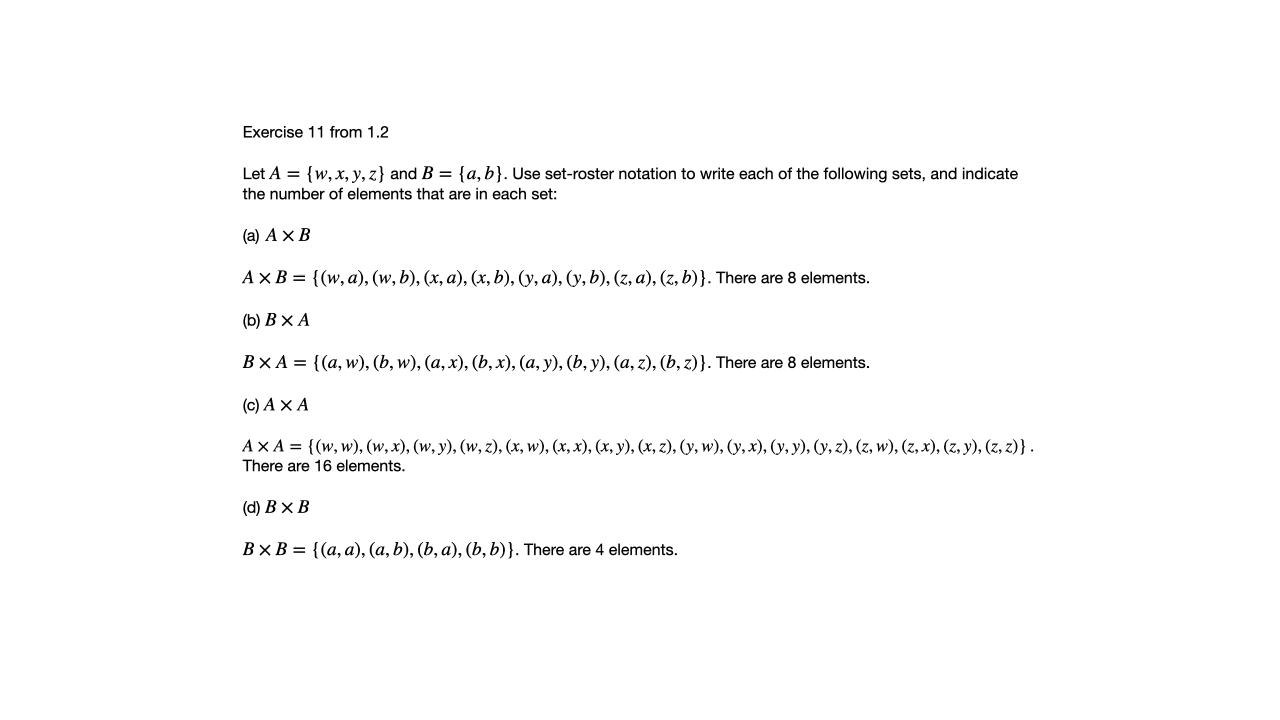 Exercise 11 from 1.2
Let A = {w, x, y, z} and B = {a, b}. Use set-roster notation to write each of the following sets, and indicate
the number of elements that are in each set:
(a) A × B
A × B = {(w, a), (w, b), (x, a), (x, b), (y, a), (y, b), (z, a), (z, b)}. There are 8 elements.
(b) B × A
B × A = {(a, w), (b, w), (a, x), (b, x), (a, y), (b, y), (a, z), (b, z)}. There are 8 elements.
(c) A × A
A × A = {(w, w), (w, x), (w, y), (w, z), (x, w), (x, x), (x, y), (x, z), (y, w), (y, x), (y, y), (y, z), (z, w), (z, x), (z, y), (z, z)} .
There are 16 elements.
(d) B × B
B × B = {(a, a), (a, b), (b, a), (b, b)}. There are 4 elements.